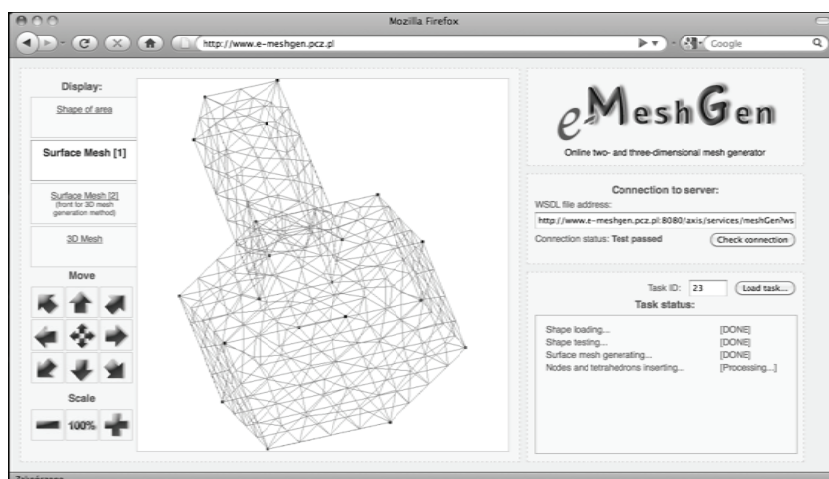 Mozilla Firefox
http://www.e-meshgen.pcz.pl
Google
Display:
Shape of area
Surface Mesh [1]
Surface Mesh [2]
(front for 3D mesh
generation method)
3D Mesh
Move
Scale
100%
e-MeshGen
Online two- and three-dimensional mesh generator
Connection to server:
WSDL file address:
http://www.e-meshgen.pcz.pl:8080/axis/services/meshGen?ws
Connection status: Test passed
Check connection
Task ID: 23
Load task...
Task status:
Shape loading... [DONE]
Shape testing... [DONE]
Surface mesh generating... [DONE]
Nodes and tetrahedrons inserting... [Processing...]